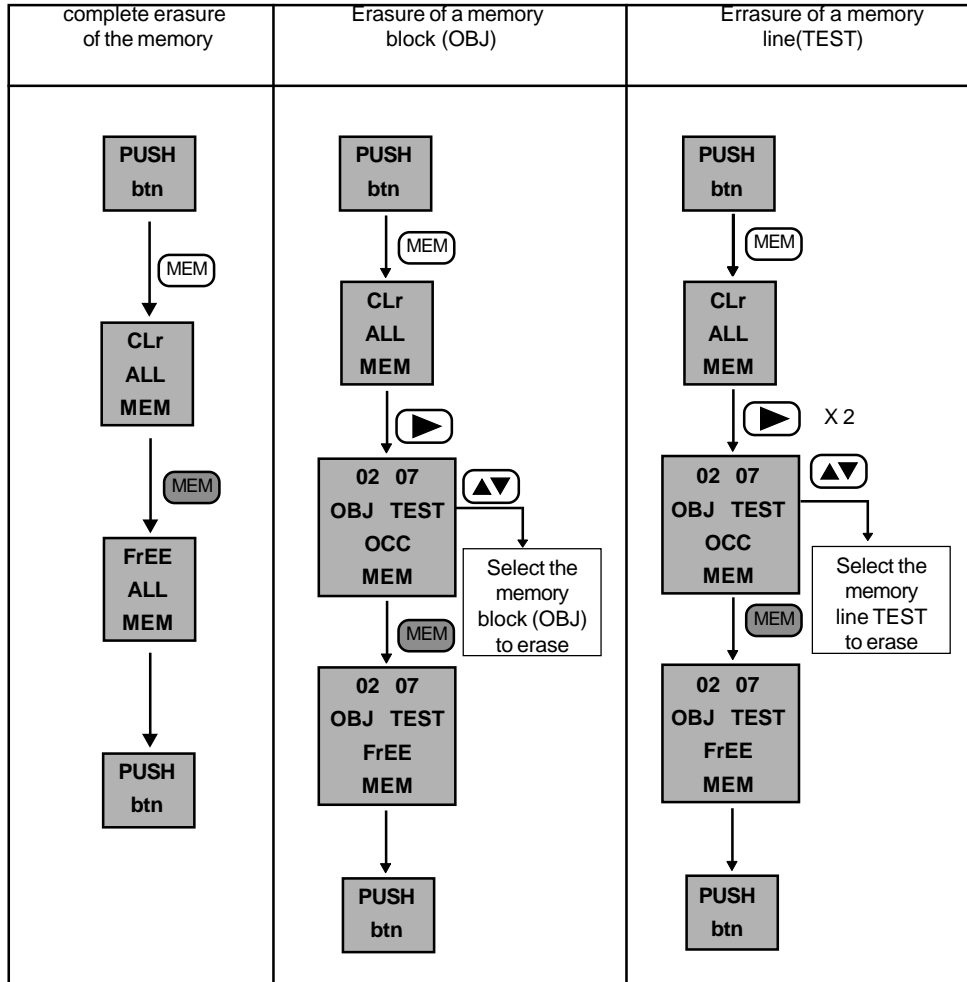 complete erasure
of the memory
PUSH
btn
MEM
CLr
ALL
MEM
MEM
FrEE
ALL
MEM
PUSH
btn
Erasure of a memory
block (OBJ)
PUSH
btn
MEM
CLr
ALL
MEM
02 07
OBJ TEST
OCC
MEM
Select the
memory
block (OBJ)
to erase
MEM
02 07
OBJ TEST
FrEE
MEM
PUSH
btn
Errasure of a memory
line(TEST)
PUSH
btn
MEM
CLr
ALL
MEM
X 2
02 07
OBJ TEST
OCC
MEM
Select the
memory
line TEST
to erase
MEM
02 07
OBJ TEST
FrEE
MEM
PUSH
btn